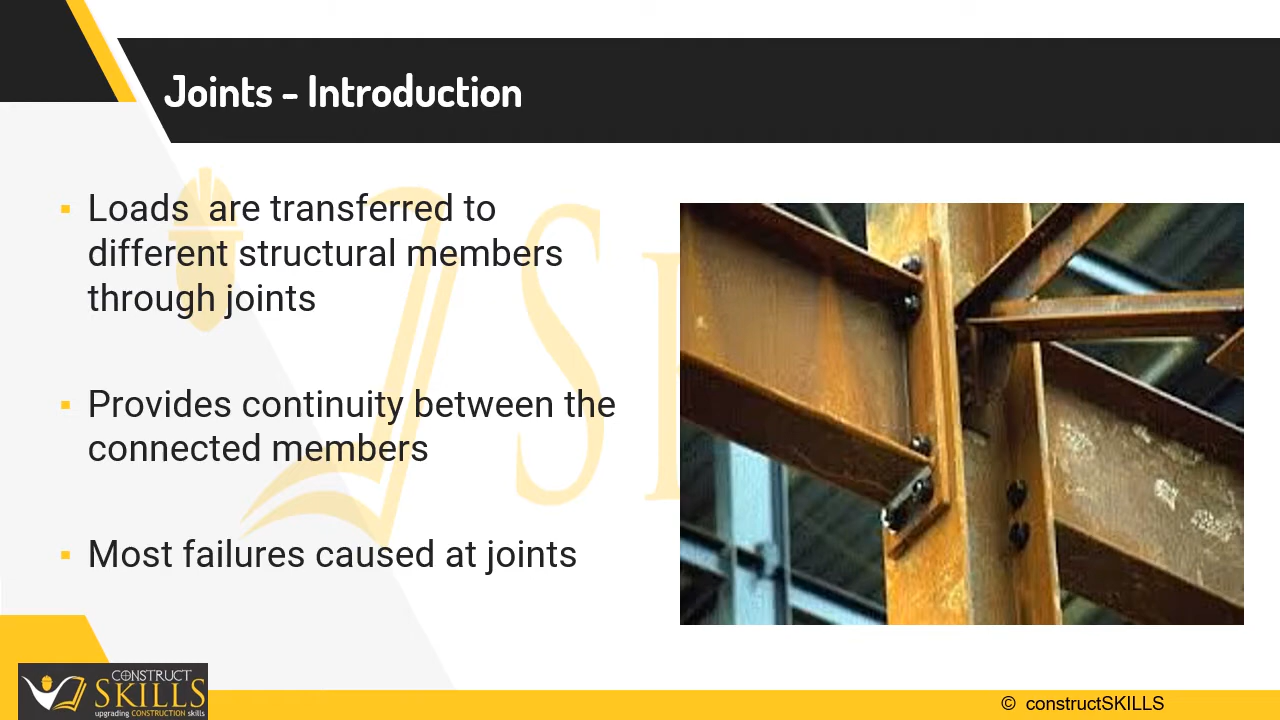 Joints - Introduction
▪ Loads  are transferred to
different structural members
through joints
▪ Provides continuity between the
connected members
▪ Most failures caused at joints
CONSTRUCT
SKILLS
upgrading CONSTRUCTION skills
© constructSKILLS